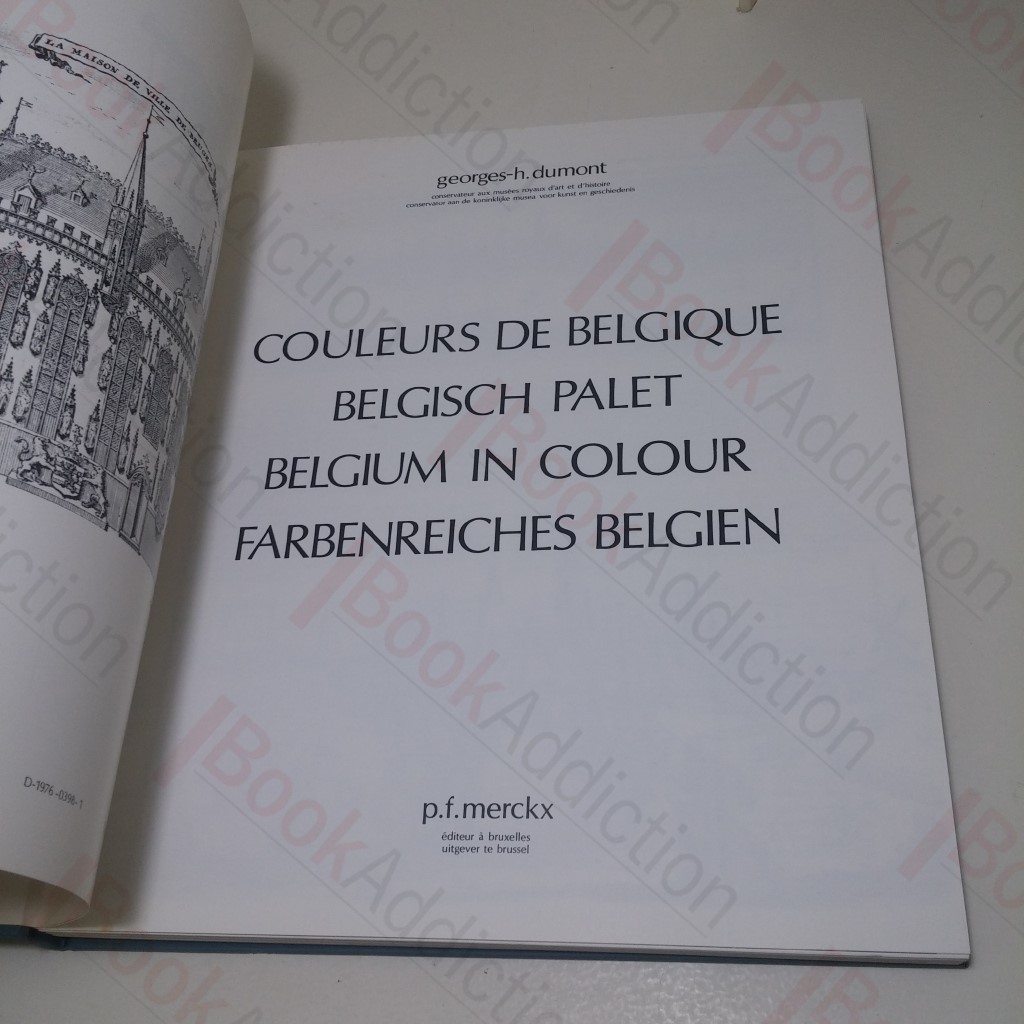 LA MAISON DE VILLE DE BRUGES
D-1976-0398-1
georges-h. dumont
conservateur aux musées royaux d'art et d'histoire
conservator aan de koninklijke musea voor kunst en geschiedenis
COULEURS DE BELGIQUE
BELGISCH PALET
BELGIUM IN COLOUR
FARBENREICHES BELGIEN
p.f.merckx
éditeur à bruxelles
uitgever te brussel
BookAddiction